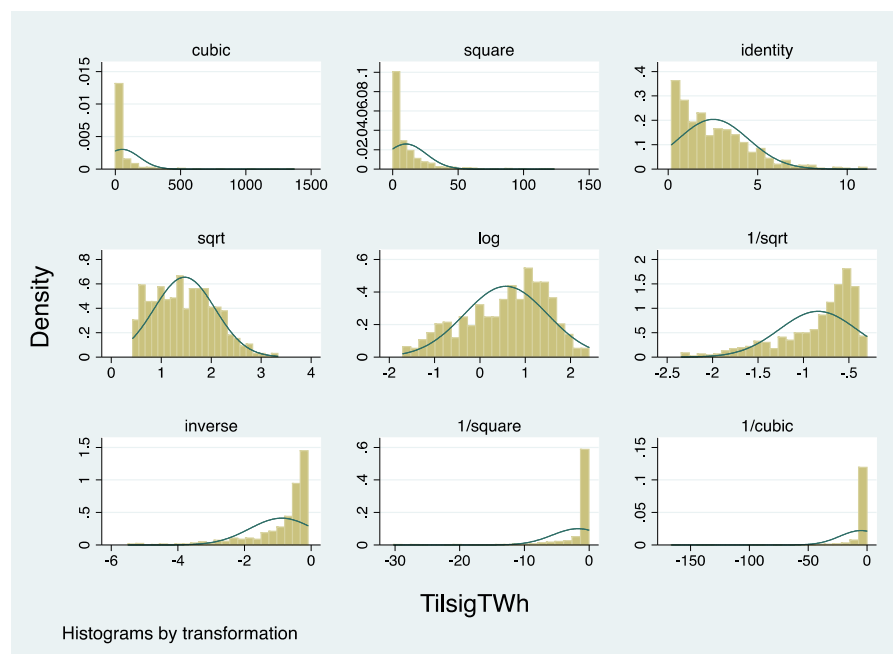 cubic
0 .005 .01 .015
0 500 1000 1500
square
0 .02.04.06.08.1
0 50 100 150
identity
0 .1 .2 .3 .4
0 5 10
sqrt
0 .2 .4 .6 .8
0 1 2 3 4
log
0 .2 .4 .6
-1 0 1 2
1/sqrt
0 .5 1 1.5 2
-2.5 -2 -1.5 -1 -.5
Density
inverse
0 .5 1 1.5
-6 -4 -2 0
1/square
0 .2 .4 .6
-30 -20 -10 0
1/cubic
0 .05 .1 .15
-150 -100 -50 0
TilsigTWh
Histograms by transformation